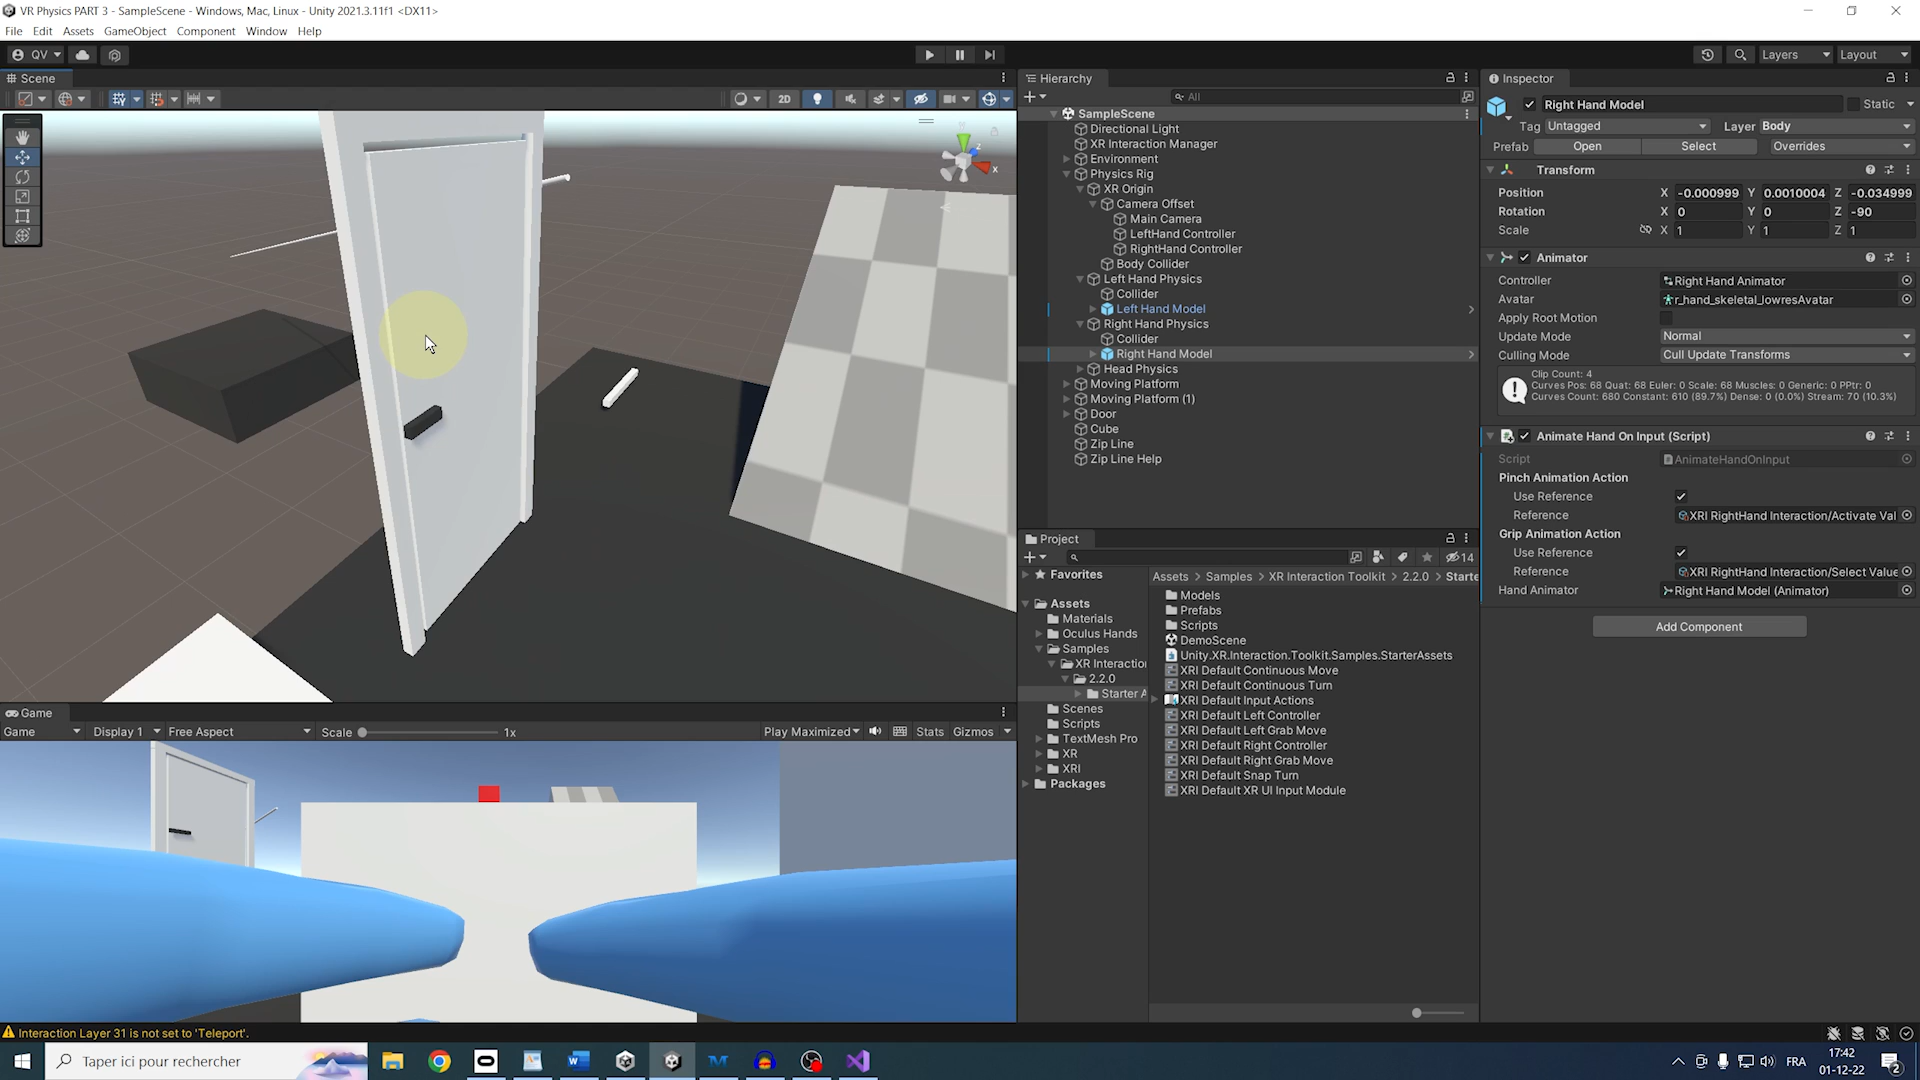 VR Physics PART 3 - SampleScene - Windows, Mac, Linux - Unity 2021.3.11f1 <DX11>
File Edit Assets GameObject Component Window Help
QV Layers Layout
Scene
2D
x
Game
Game Display 1 Free Aspect Scale 1x Play Maximized Stats Gizmos
Hierarchy
All
SampleScene
Directional Light
XR Interaction Manager
Environment
Physics Rig
XR Origin
Camera Offset
Main Camera
LeftHand Controller
RightHand Controller
Body Collider
Left Hand Physics
Collider
Left Hand Model
Right Hand Physics
Collider
Right Hand Model
Head Physics
Moving Platform
Moving Platform (1)
Door
Cube
Zip Line
Zip Line Help
Project
14
Favorites
Assets
Materials
Oculus Hands
Samples
XR Interactio
2.2.0
Starter A
Scenes
Scripts
TextMesh Pro
XR
XRI
Packages
Assets > Samples > XR Interaction Toolkit > 2.2.0 > Starte
Models
Prefabs
Scripts
DemoScene
Unity.XR.Interaction.Toolkit.Samples.StarterAssets
XRI Default Continuous Move
XRI Default Continuous Turn
XRI Default Input Actions
XRI Default Left Controller
XRI Default Left Grab Move
XRI Default Right Controller
XRI Default Right Grab Move
XRI Default Snap Turn
XRI Default XR UI Input Module
Inspector
Right Hand Model Static
Tag Untagged Layer Body
Prefab Open Select Overrides
Transform
Position X -0.000999 Y 0.0010004 Z -0.034999
Rotation X 0 Y 0 Z -90
Scale X 1 Y 1 Z 1
Animator
Controller Right Hand Animator
Avatar r_hand_skeletal_lowresAvatar
Apply Root Motion
Update Mode Normal
Culling Mode Cull Update Transforms
Clip Count: 4
Curves Pos: 68 Quat: 68 Euler: 0 Scale: 68 Muscles: 0 Generic: 0 PPtr: 0
Curves Count: 680 Constant: 610 (89.7%) Dense: 0 (0.0%) Stream: 70 (10.3%)
Animate Hand On Input (Script)
Script AnimateHandOnInput
Pinch Animation Action
Use Reference
Reference XRI RightHand Interaction/Activate Val
Grip Animation Action
Use Reference
Reference XRI RightHand Interaction/Select Value
Hand Animator Right Hand Model (Animator)
Add Component
Interaction Layer 31 is not set to 'Teleport'.
Taper ici pour rechercher
FRA
17:42
01-12-22
2